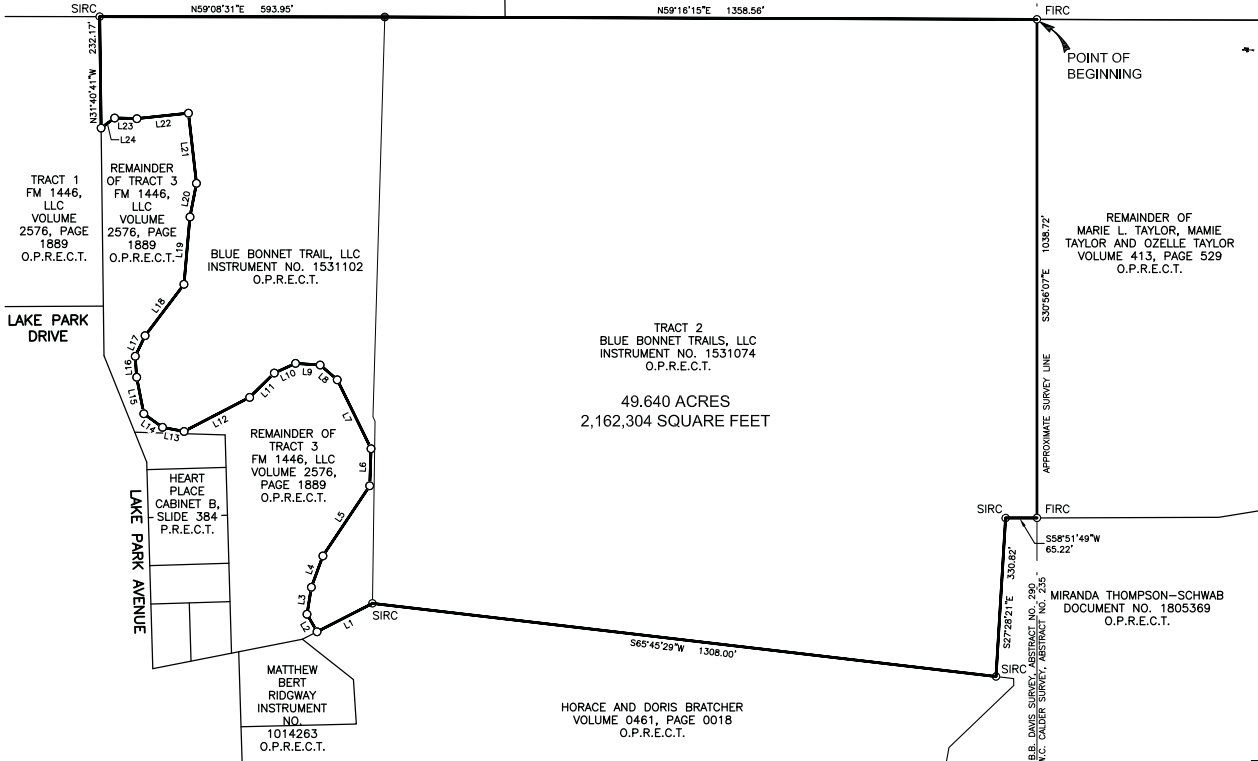 SIRC
N59°08'31"E 593.95'
N59°16'15"E 1358.56'
FIRC
POINT OF
BEGINNING
N31°40'41"W 232.17'
L24
L23
L22
L21
L20
L19
L18
L17
L16
L15
L14
L13
L12
L11
L10
L9
L8
L7
L6
L5
L4
L3
L2
L1
TRACT 1
FM 1446,
LLC
VOLUME
2576, PAGE
1889
O.P.R.E.C.T.
REMAINDER
OF TRACT 3
FM 1446,
LLC
VOLUME
2576, PAGE
1889
O.P.R.E.C.T.
BLUE BONNET TRAIL, LLC
INSTRUMENT NO. 1531102
O.P.R.E.C.T.
LAKE PARK
DRIVE
TRACT 2
BLUE BONNET TRAILS, LLC
INSTRUMENT NO. 1531074
O.P.R.E.C.T.
49.640 ACRES
2,162,304 SQUARE FEET
S30°56'07"E 1038.72'
APPROXIMATE SURVEY LINE
REMAINDER OF
MARIE L. TAYLOR, MAMIE
TAYLOR AND OZELLE TAYLOR
VOLUME 413, PAGE 529
O.P.R.E.C.T.
REMAINDER OF
TRACT 3
FM 1446, LLC
VOLUME 2576,
PAGE 1889
O.P.R.E.C.T.
HEART
PLACE
CABINET B,
SLIDE 384
P.R.E.C.T.
LAKE PARK AVENUE
SIRC
SIRC
FIRC
S58°51'49"W
65.22'
S27°28'21"E 330.82'
SIRC
S65°45'29"W 1308.00'
B.B. DAVIS SURVEY, ABSTRACT NO. 290
W.C. CALDER SURVEY, ABSTRACT NO. 235
MIRANDA THOMPSON-SCHWAB
DOCUMENT NO. 1805369
O.P.R.E.C.T.
MATTHEW
BERT
RIDGWAY
INSTRUMENT
NO.
1014263
O.P.R.E.C.T.
HORACE AND DORIS BRATCHER
VOLUME 0461, PAGE 0018
O.P.R.E.C.T.